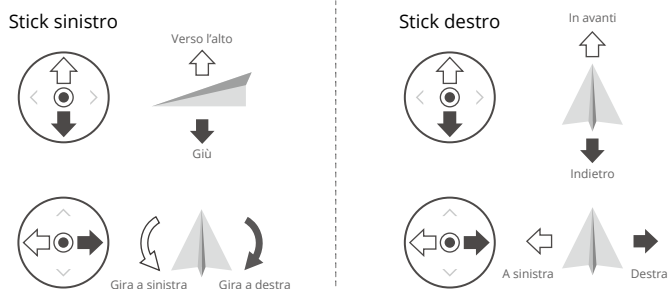 Stick sinistro
Verso l'alto
Giù
Gira a sinistra
Gira a destra
Stick destro
In avanti
Indietro
A sinistra
Destra